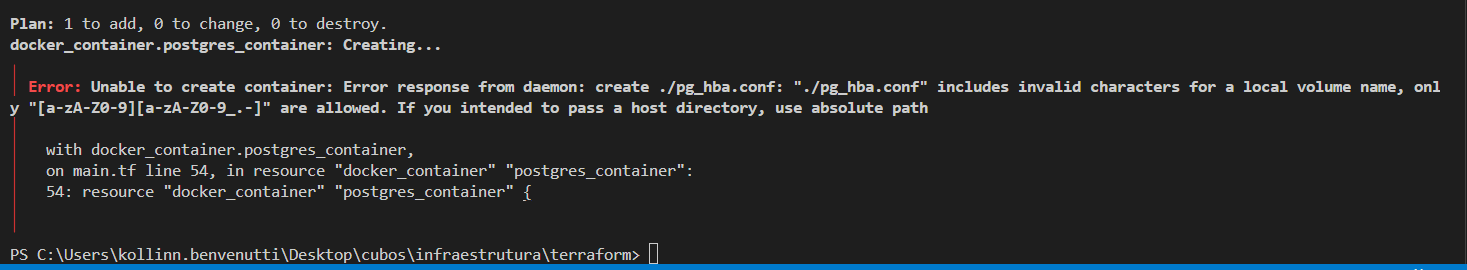 Plan: 1 to add, 0 to change, 0 to destroy.
docker_container.postgres_container: Creating...
Error: Unable to create container: Error response from daemon: create ./pg_hba.conf: "./pg_hba.conf" includes invalid characters for a local volume name, onl
y "[a-zA-Z0-9][a-zA-Z0-9_.-]" are allowed. If you intended to pass a host directory, use absolute path
with docker_container.postgres_container,
on main.tf line 54, in resource "docker_container" "postgres_container":
54: resource "docker_container" "postgres_container" {
PS C:\Users\kollinn.benvenutti\Desktop\cubos\infraestrutura\terraform>